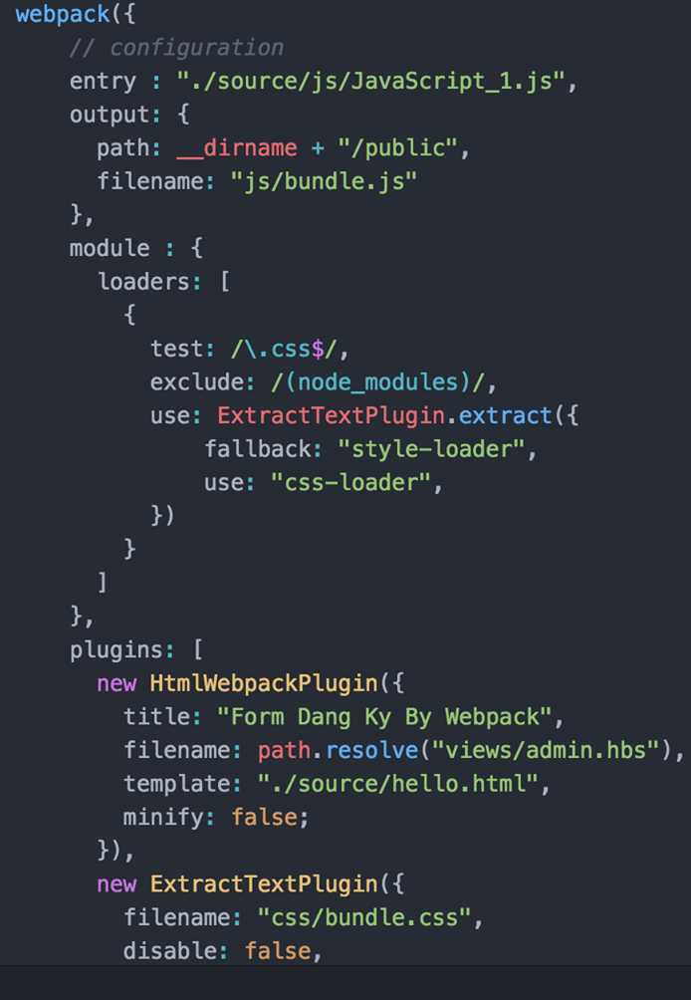 webpack({
// configuration
entry : "./source/js/JavaScript_1.js",
output: {
path: __dirname + "/public",
filename: "js/bundle.js"
},
module : {
loaders: [
{
test: /\.css$/,
exclude: /(node_modules)/,
use: ExtractTextPlugin.extract({
fallback: "style-loader",
use: "css-loader",
})
}
]
},
plugins: [
new HtmlWebpackPlugin({
title: "Form Dang Ky By Webpack",
filename: path.resolve("views/admin.hbs"),
template: "./source/hello.html",
minify: false;
}),
new ExtractTextPlugin({
filename: "css/bundle.css",
disable: false,